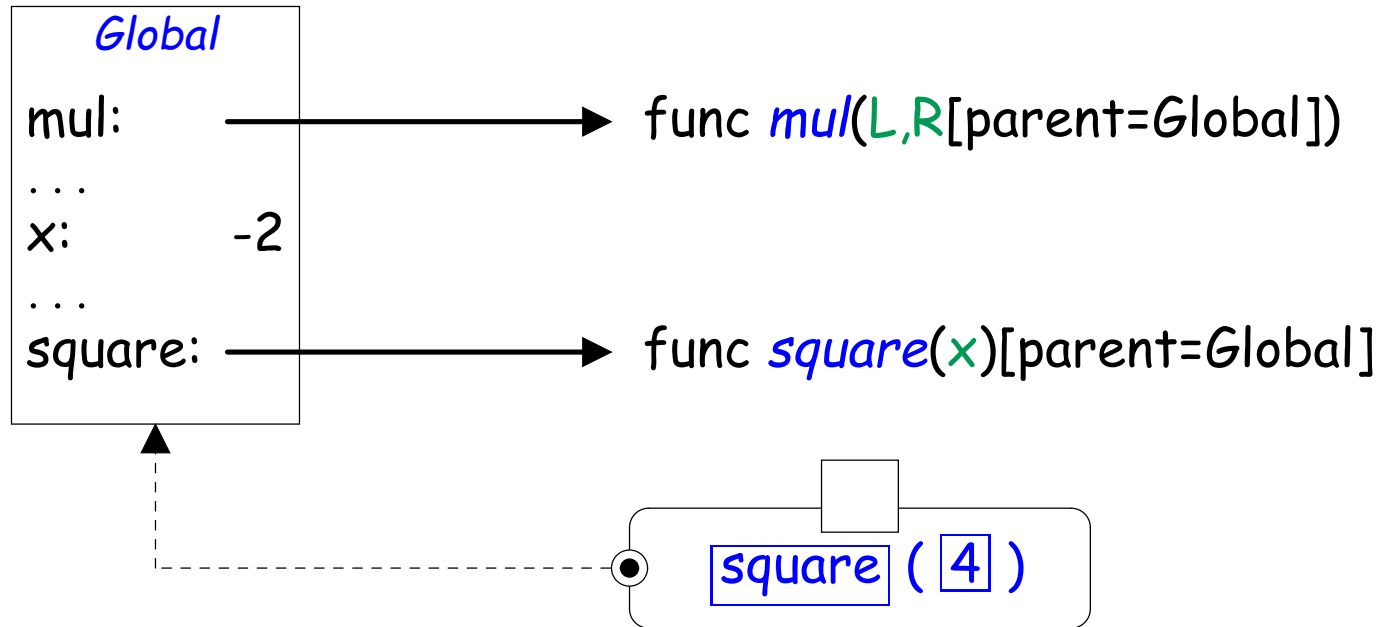 Global
mul: func mul(L,R[parent=Global])
. . .
x: -2
. . .
square: func square(x)[parent=Global]
square ( 4 )